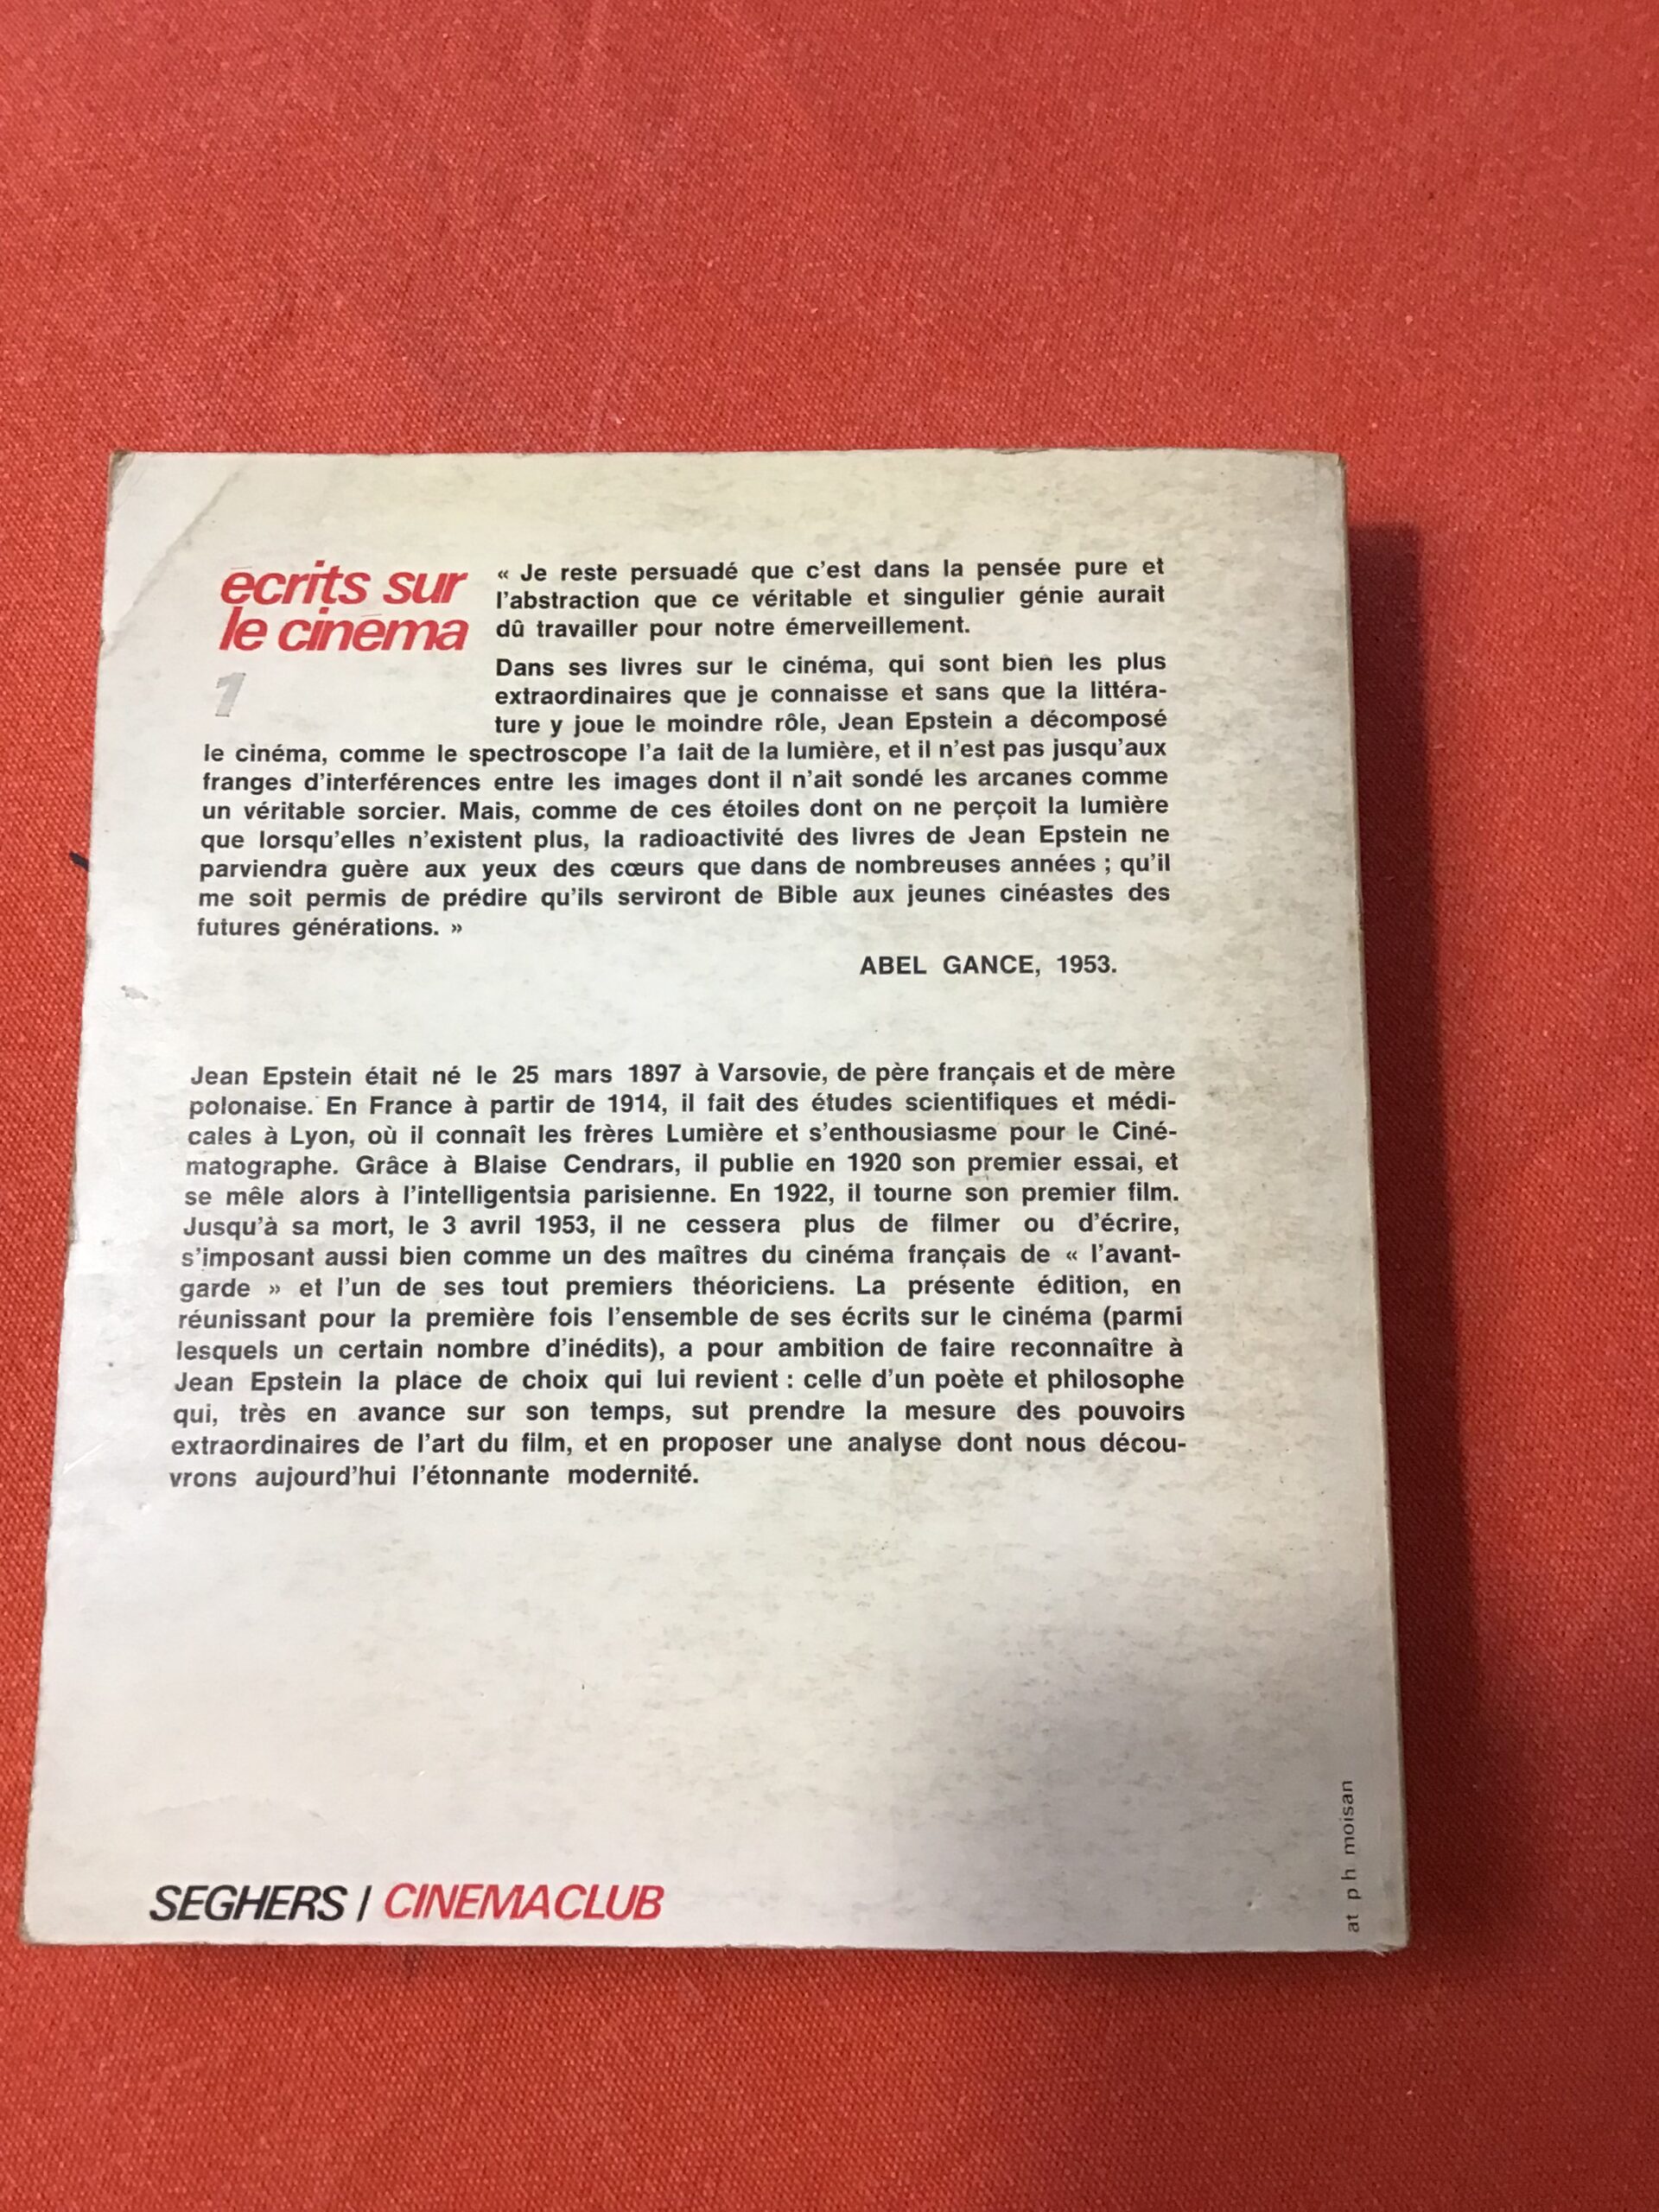 écrits sur
le cinéma
1
« Je reste persuadé que c'est dans la pensée pure et
l'abstraction que ce véritable et singulier génie aurait
dû travailler pour notre émerveillement.
Dans ses livres sur le cinéma, qui sont bien les plus
extraordinaires que je connaisse et sans que la littéra-
ture y joue le moindre rôle, Jean Epstein a décomposé
le cinéma, comme le spectroscope l'a fait de la lumière, et il n'est pas jusqu'aux
franges d'interférences entre les images dont il n'ait sondé les arcanes comme
un véritable sorcier. Mais, comme de ces étoiles dont on ne perçoit la lumière
que lorsqu'elles n'existent plus, la radioactivité des livres de Jean Epstein ne
parviendra guère aux yeux des cœurs que dans de nombreuses années ; qu'il
me soit permis de prédire qu'ils serviront de Bible aux jeunes cinéastes des
futures générations. »
ABEL GANCE, 1953.
Jean Epstein était né le 25 mars 1897 à Varsovie, de père français et de mère
polonaise. En France à partir de 1914, il fait des études scientifiques et médi-
cales à Lyon, où il connaît les frères Lumière et s'enthousiasme pour le Ciné-
matographe. Grâce à Blaise Cendrars, il publie en 1920 son premier essai, et
se mêle alors à l'intelligentsia parisienne. En 1922, il tourne son premier film.
Jusqu'à sa mort, le 3 avril 1953, il ne cessera plus de filmer ou d'écrire,
s'imposant aussi bien comme un des maîtres du cinéma français de « l'avant-
garde » et l'un de ses tout premiers théoriciens. La présente édition, en
réunissant pour la première fois l'ensemble de ses écrits sur le cinéma (parmi
lesquels un certain nombre d'inédits), a pour ambition de faire reconnaître à
Jean Epstein la place de choix qui lui revient : celle d'un poète et philosophe
qui, très en avance sur son temps, sut prendre la mesure des pouvoirs
extraordinaires de l'art du film, et en proposer une analyse dont nous décou-
vrons aujourd'hui l'étonnante modernité.
SEGHERS / CINEMACLUB
at p h moisan